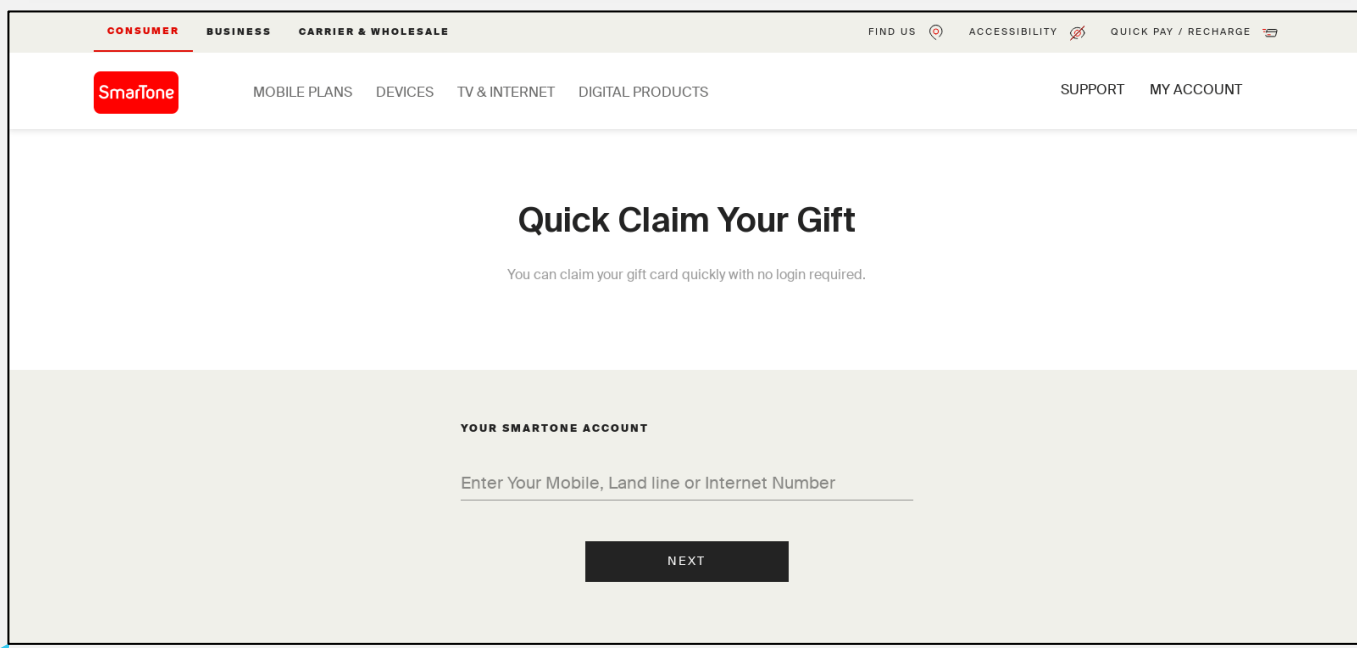 CONSUMER BUSINESS CARRIER & WHOLESALE FIND US ACCESSIBILITY QUICK PAY / RECHARGE
SmarTone MOBILE PLANS DEVICES TV & INTERNET DIGITAL PRODUCTS SUPPORT MY ACCOUNT
Quick Claim Your Gift
You can claim your gift card quickly with no login required.
YOUR SMARTONE ACCOUNT
Enter Your Mobile, Land line or Internet Number
NEXT